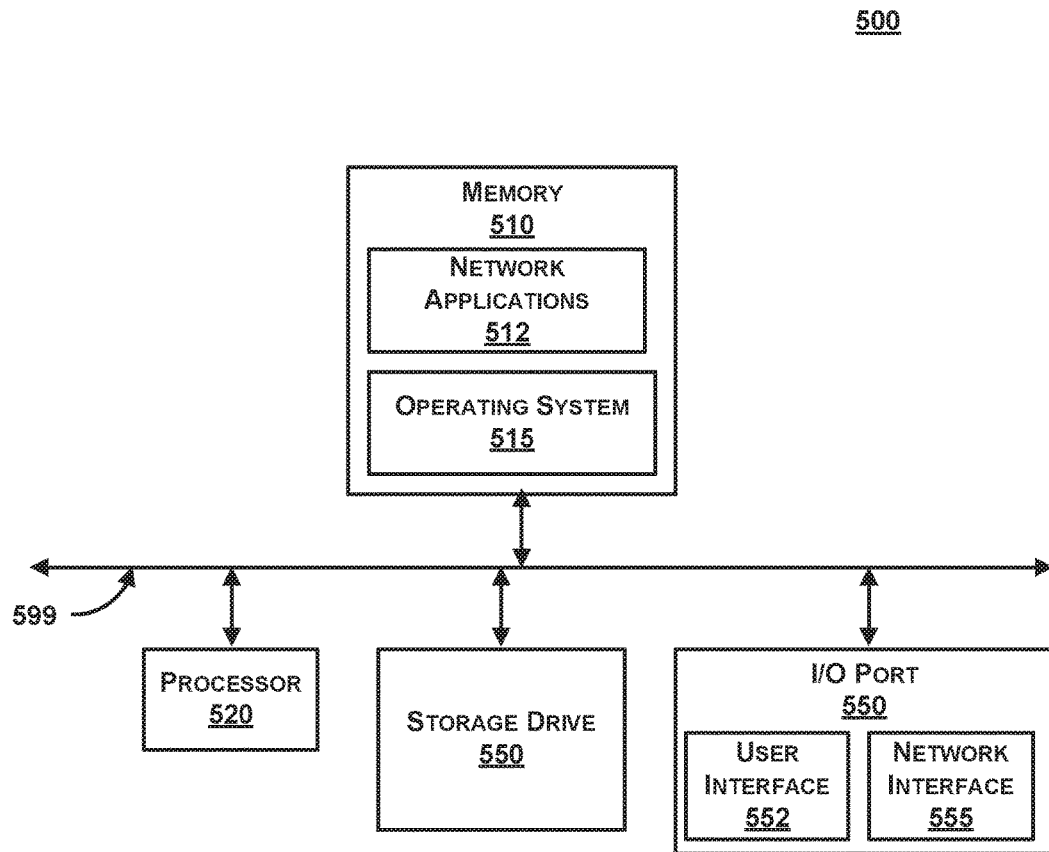 500
MEMORY
510
NETWORK
APPLICATIONS
512
OPERATING SYSTEM
515
599
PROCESSOR
520
STORAGE DRIVE
550
I/O PORT
550
USER
INTERFACE
552
NETWORK
INTERFACE
555